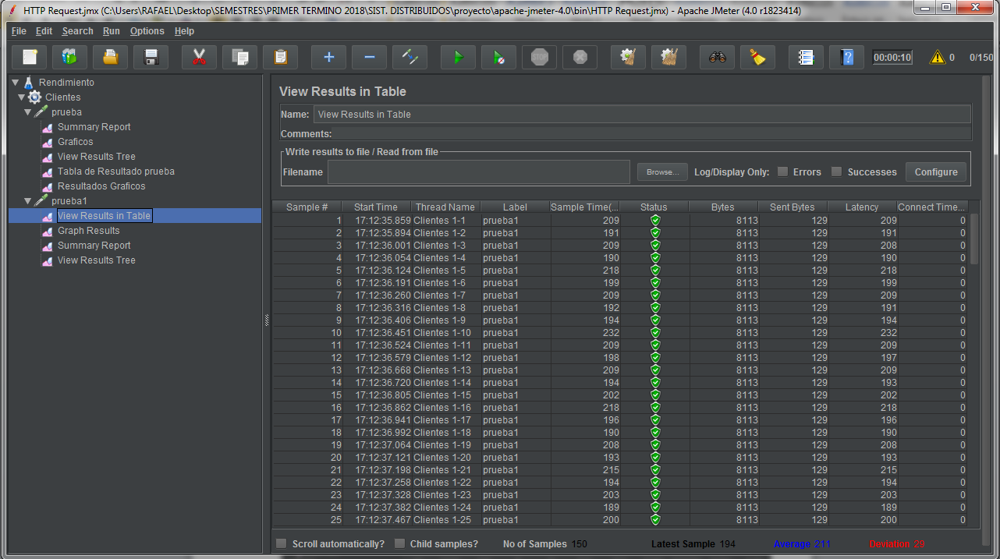 HTTP Request.jmx (C:\Users\RAFAEL\Desktop\SEMESTRES\PRIMER TERMINO 2018\SIST. DISTRIBUIDOS\proyecto\apache-jmeter-4.0\bin\HTTP Request.jmx) - Apache JMeter (4.0 r1823414)
File Edit Search Run Options Help
STOP 00:00:10 0 0/150
Rendimiento
Clientes
prueba
Summary Report
Graficos
View Results Tree
Tabla de Resultado prueba
Resultados Graficos
prueba1
View Results in Table
Graph Results
Summary Report
View Results Tree
View Results in Table
Name: View Results in Table
Comments:
Write results to file / Read from file
Filename Browse... Log/Display Only: Errors Successes Configure
Sample # Start Time Thread Name Label Sample Time(... Status Bytes Sent Bytes Latency Connect Time...
1 17:12:35.859 Clientes 1-1 prueba1 209 8113 129 209 0
2 17:12:35.894 Clientes 1-2 prueba1 191 8113 129 191 0
3 17:12:36.001 Clientes 1-3 prueba1 209 8113 129 208 0
4 17:12:36.054 Clientes 1-4 prueba1 190 8113 129 190 0
5 17:12:36.124 Clientes 1-5 prueba1 218 8113 129 218 0
6 17:12:36.191 Clientes 1-6 prueba1 199 8113 129 199 0
7 17:12:36.260 Clientes 1-7 prueba1 209 8113 129 209 0
8 17:12:36.316 Clientes 1-8 prueba1 192 8113 129 191 0
9 17:12:36.406 Clientes 1-9 prueba1 194 8113 129 194 0
10 17:12:36.451 Clientes 1-10 prueba1 232 8113 129 232 0
11 17:12:36.524 Clientes 1-11 prueba1 209 8113 129 209 0
12 17:12:36.579 Clientes 1-12 prueba1 198 8113 129 197 0
13 17:12:36.668 Clientes 1-13 prueba1 209 8113 129 209 0
14 17:12:36.720 Clientes 1-14 prueba1 194 8113 129 193 0
15 17:12:36.805 Clientes 1-15 prueba1 202 8113 129 202 0
16 17:12:36.862 Clientes 1-16 prueba1 218 8113 129 218 0
17 17:12:36.941 Clientes 1-17 prueba1 196 8113 129 196 0
18 17:12:36.992 Clientes 1-18 prueba1 190 8113 129 190 0
19 17:12:37.064 Clientes 1-19 prueba1 208 8113 129 208 0
20 17:12:37.121 Clientes 1-20 prueba1 193 8113 129 193 0
21 17:12:37.198 Clientes 1-21 prueba1 215 8113 129 215 0
22 17:12:37.258 Clientes 1-22 prueba1 194 8113 129 194 0
23 17:12:37.328 Clientes 1-23 prueba1 203 8113 129 203 0
24 17:12:37.382 Clientes 1-24 prueba1 189 8113 129 189 0
25 17:12:37.467 Clientes 1-25 prueba1 200 8113 129 200 0
Scroll automatically? Child samples? No of Samples 150 Latest Sample 194 Average 211 Deviation 29